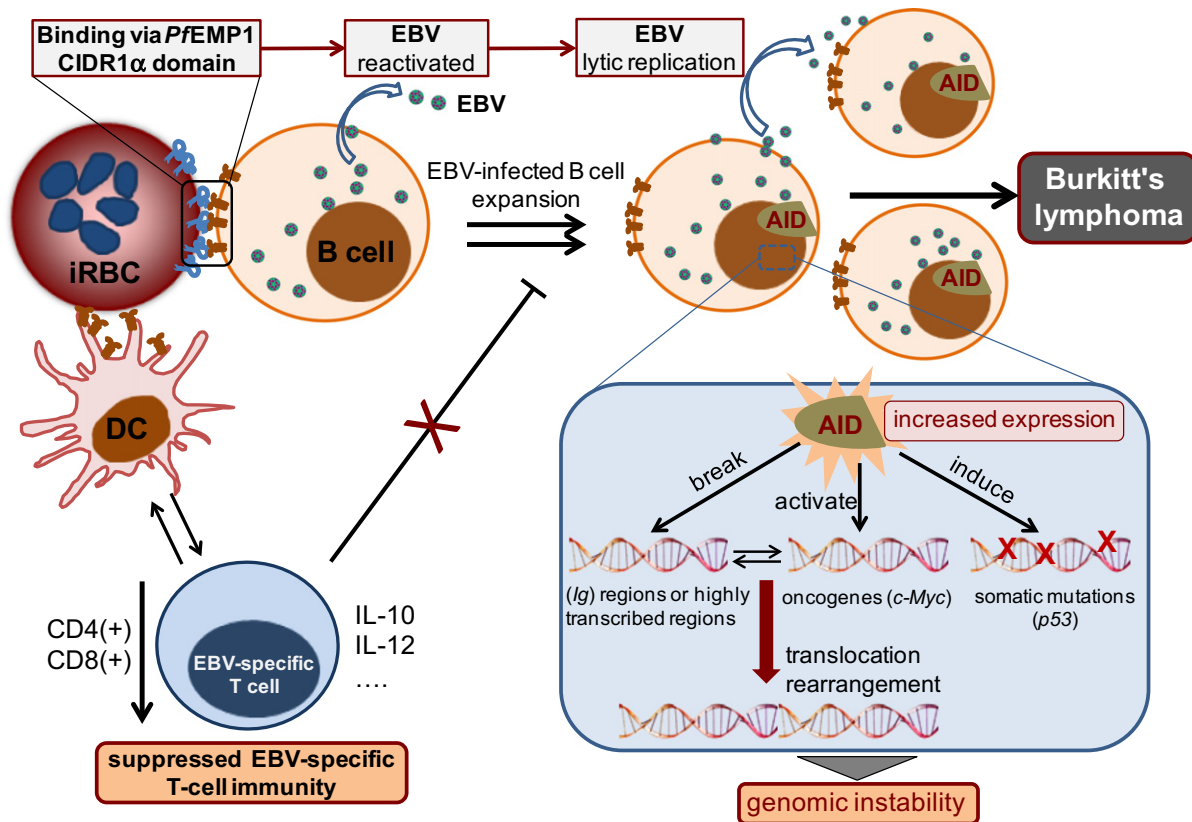 Binding via PfEMP1
CIDR1α domain
EBV
reactivated
EBV
lytic replication
EBV
AID
iRBC
B cell
EBV-infected B cell
expansion
AID
Burkitt's
lymphoma
AID
DC
AID
increased expression
break
activate
induce
X
X
X
(Ig) regions or highly
transcribed regions
oncogenes (c-Myc)
somatic mutations
(p53)
CD4(+)
CD8(+)
EBV-specific
T cell
IL-10
IL-12
....
translocation
rearrangement
suppressed EBV-specific
T-cell immunity
genomic instability